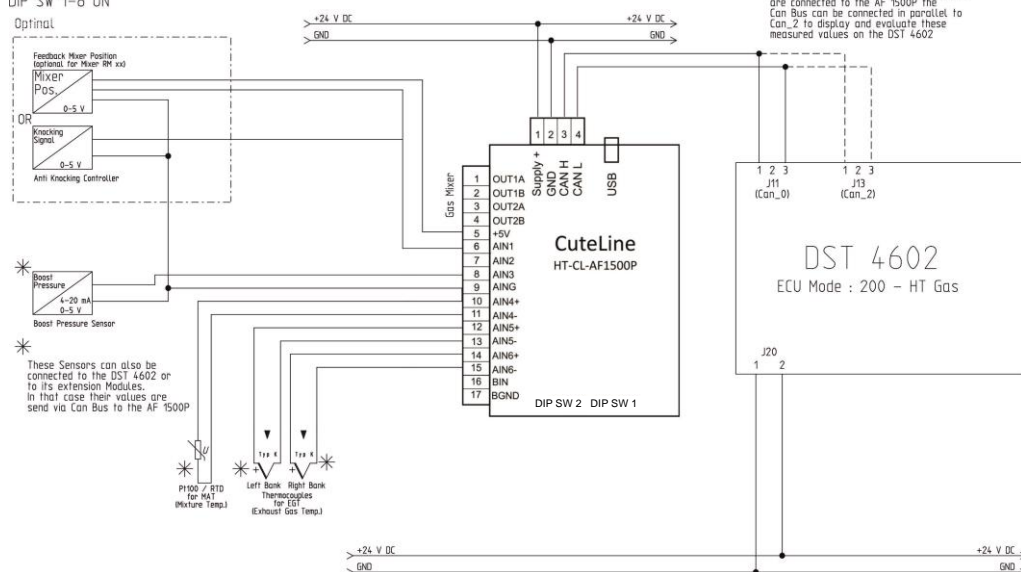 DIP SW 1-8 ON
Optinal
Feedback Mixer Position
(optional for Mixer RM xx)
Mixer
Pos.
0-5 V
OR
Knocking
Signal
0-5 V
Anti Knocking Controller
Boost
Pressure
4-20 mA
0-5 V
Boost Pressure Sensor
These Sensors can also be
connected to the DST 4602 or
to its extension Modules.
In that case their values are
send via Can Bus to the AF 1500P
+24 V DC
+24 V DC
GND
GND
are connected to the AF 1500P the
Can Bus can be connected in parallel to
Can_2 to display and evaluate these
measured values on the DST 4602
1 2 3 4
Supply +
GND
CAN H
CAN L
USB
Gas Mixer
1 OUT1A
2 OUT1B
3 OUT2A
4 OUT2B
5 +5V
6 AIN1
7 AIN2
8 AIN3
9 AING
10 AIN4+
11 AIN4-
12 AIN5+
13 AIN5-
14 AIN6+
15 AIN6-
16 BIN
17 BGND
CuteLine
HT-CL-AF1500P
DIP SW 2 DIP SW 1
1 2 3
J11
(Can_0)
1 2 3
J13
(Can_2)
DST 4602
ECU Mode : 200 - HT Gas
J20
1 2
Pt100 / RTD
for MAT
(Mixture Temp.)
Typ K
Typ K
+
+
Left Bank Right Bank
Thermocouples
for EGT
(Exhaust Gas Temp.)
+24 V DC
+24 V DC
GND
GND